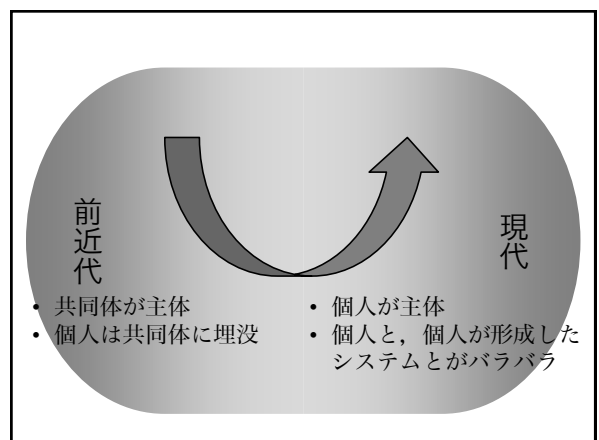 前近代
• 共同体が主体
• 個人は共同体に埋没
現代
• 個人が主体
• 個人と，個人が形成した
システムとがバラバラ